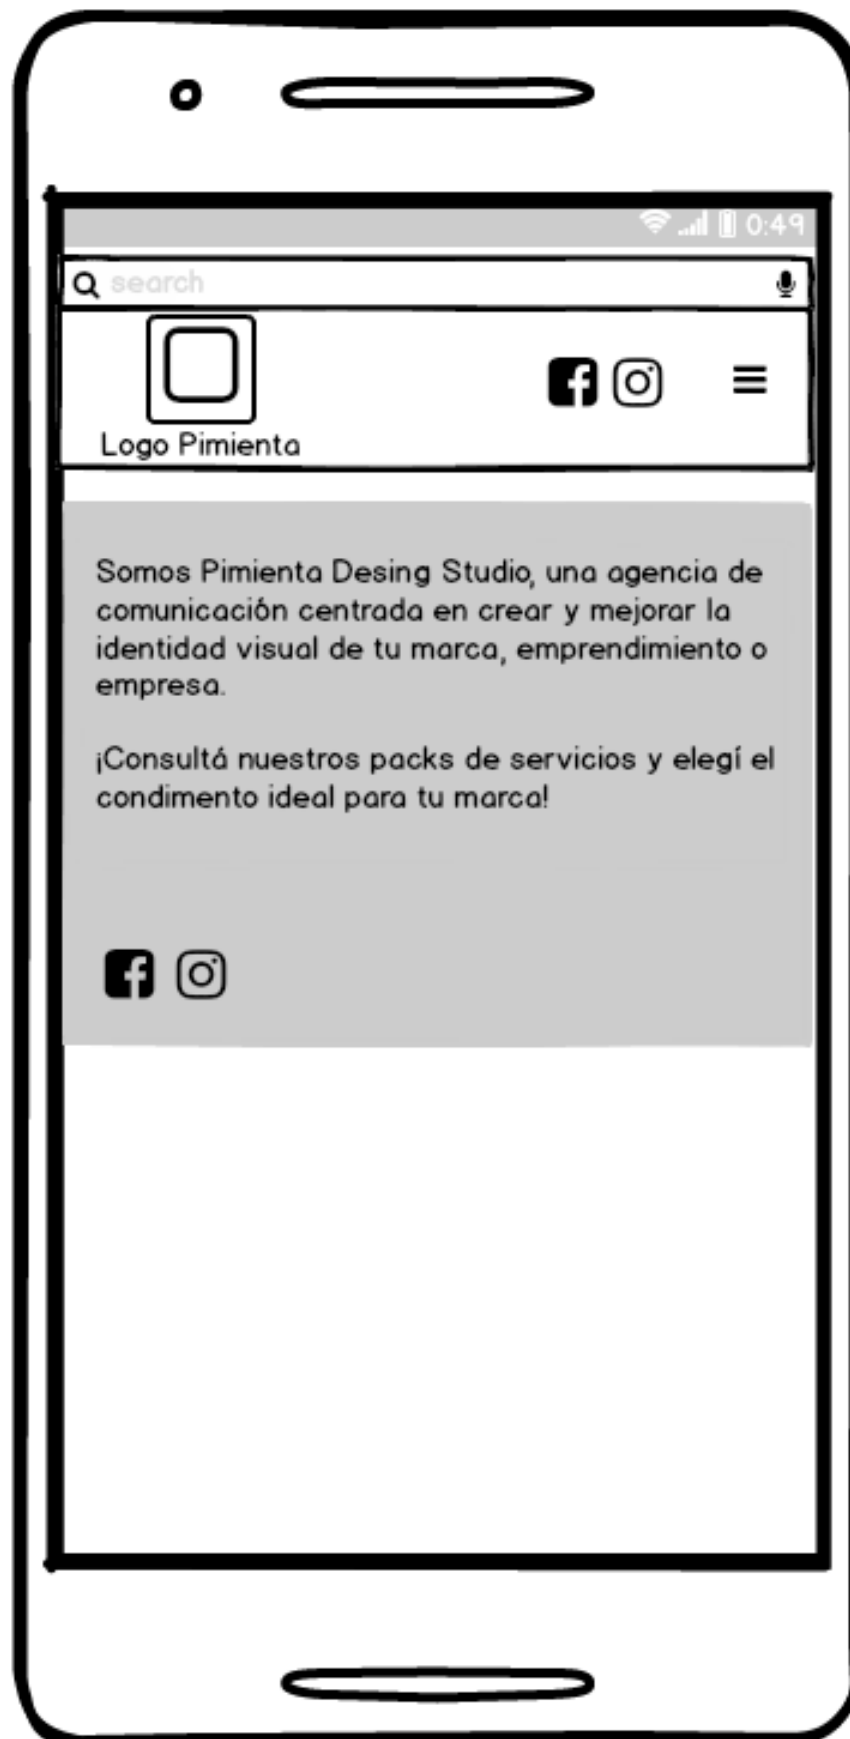 0:49
search
Logo Pimienta
Somos Pimienta Desing Studio, una agencia de
comunicación centrada en crear y mejorar la
identidad visual de tu marca, emprendimiento o
empresa.
¡Consultá nuestros packs de servicios y elegí el
condimento ideal para tu marca!